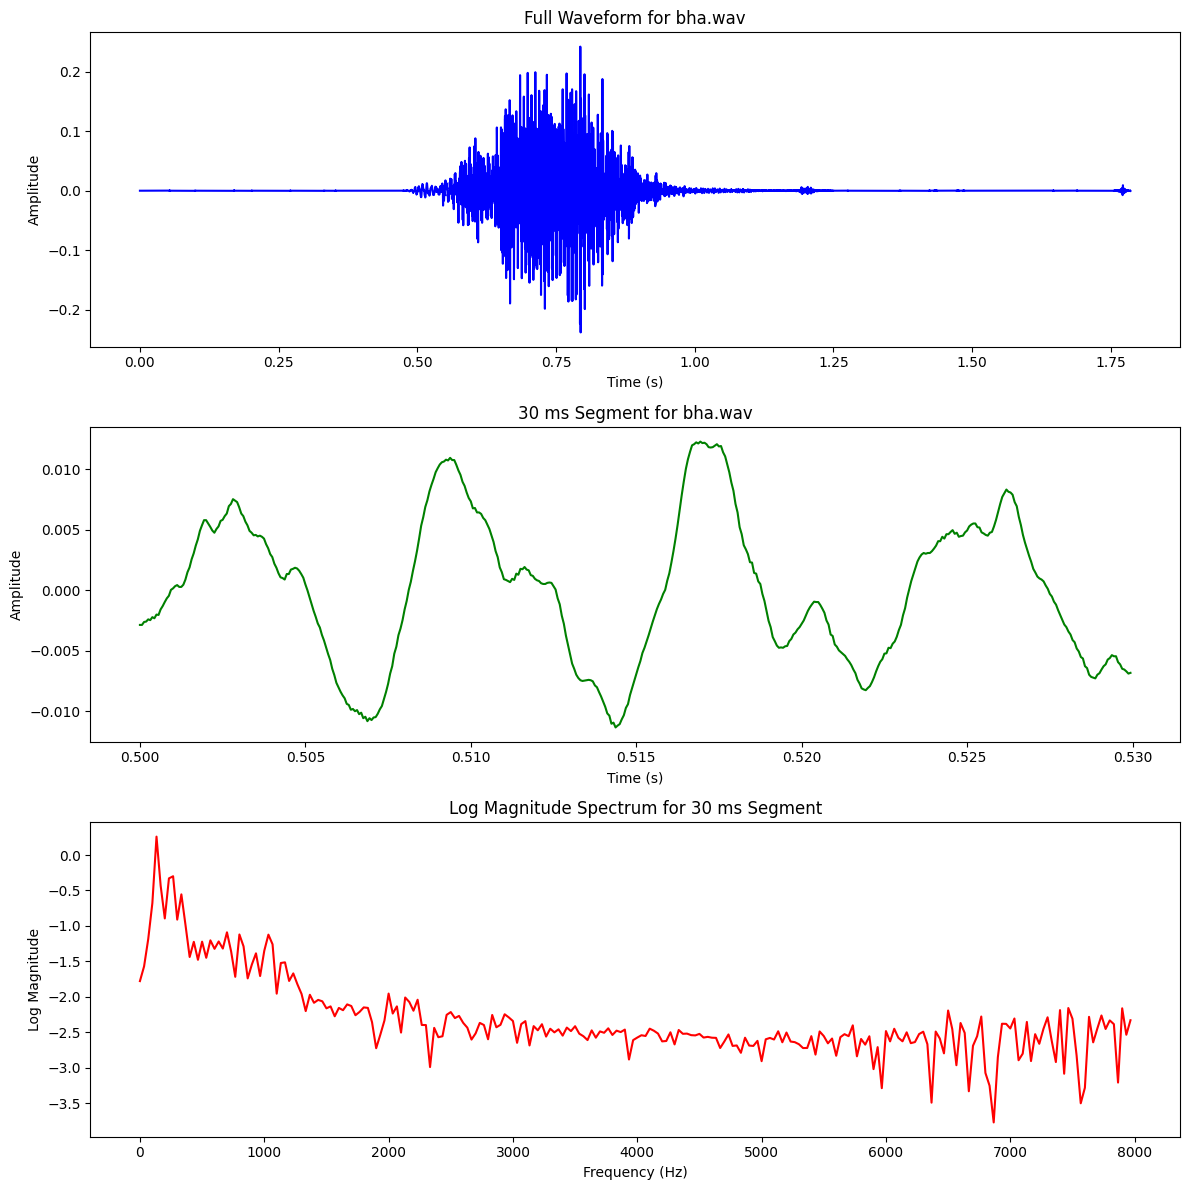 Full Waveform for bha.wav
Amplitude
0.2
0.1
0.0
−0.1
−0.2
0.00 0.25 0.50 0.75 1.00 1.25 1.50 1.75
Time (s)
30 ms Segment for bha.wav
Amplitude
0.010
0.005
0.000
−0.005
−0.010
0.500 0.505 0.510 0.515 0.520 0.525 0.530
Time (s)
Log Magnitude Spectrum for 30 ms Segment
Log Magnitude
0.0
−0.5
−1.0
−1.5
−2.0
−2.5
−3.0
−3.5
0 1000 2000 3000 4000 5000 6000 7000 8000
Frequency (Hz)